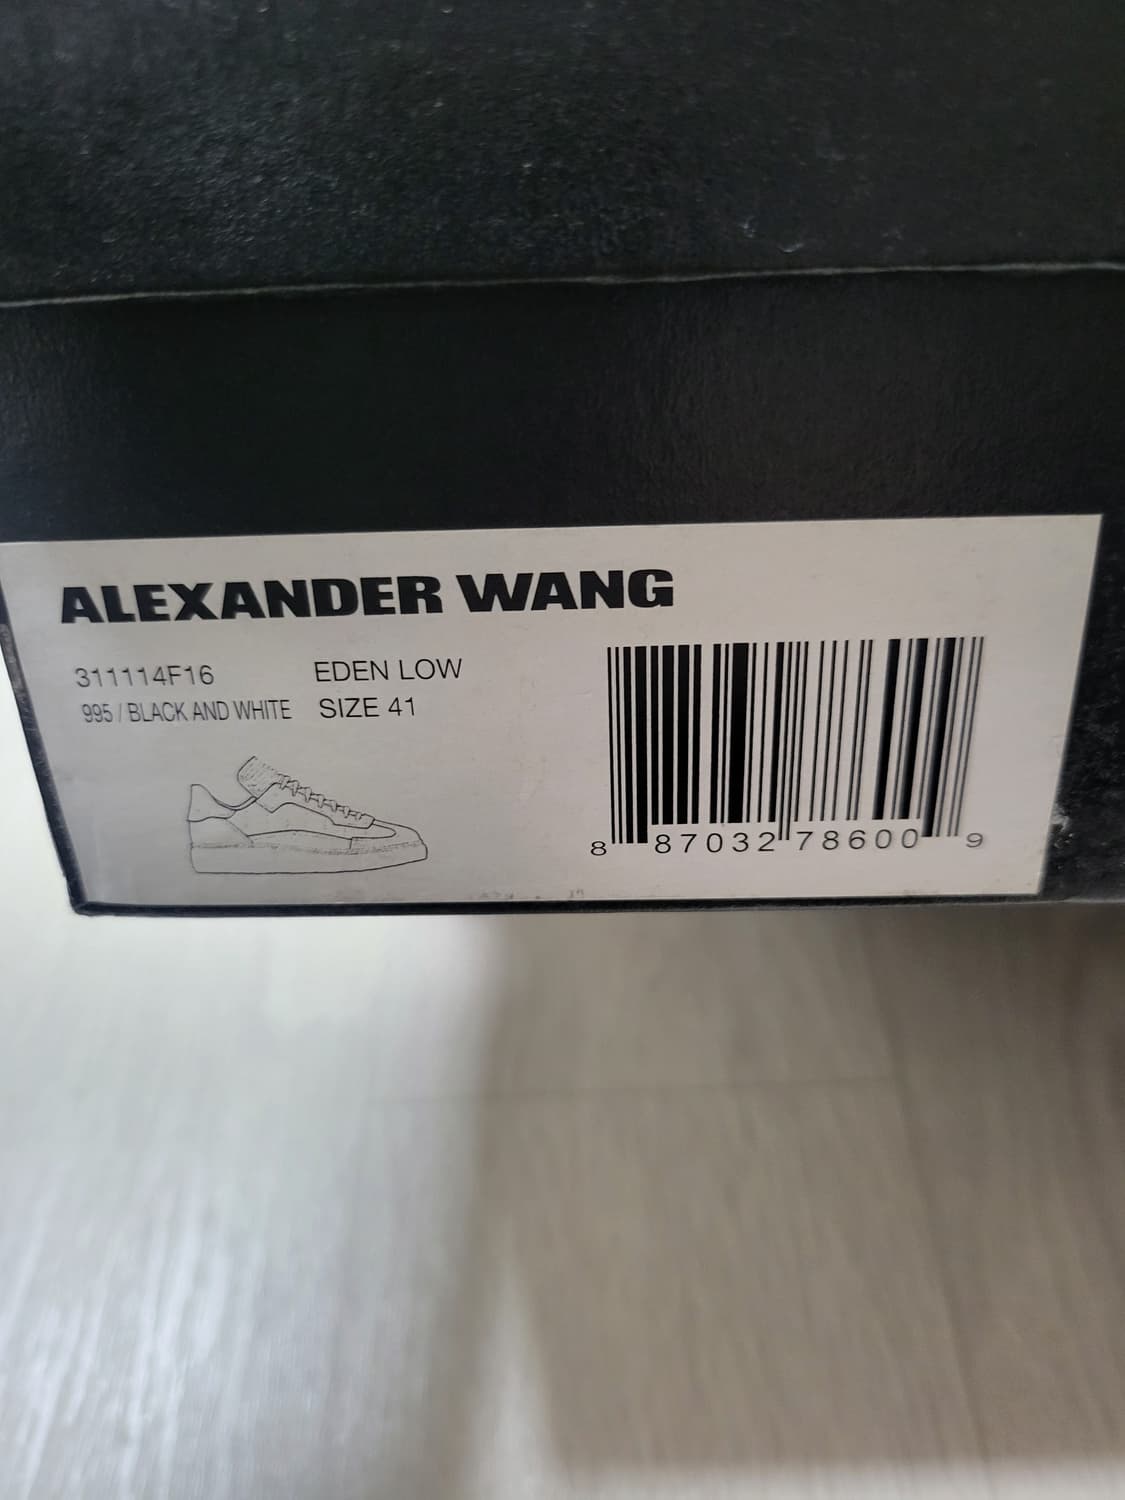 ALEXANDER WANG
311114F16 EDEN LOW
995 / BLACK AND WHITE SIZE 41
8 87032 78600 9